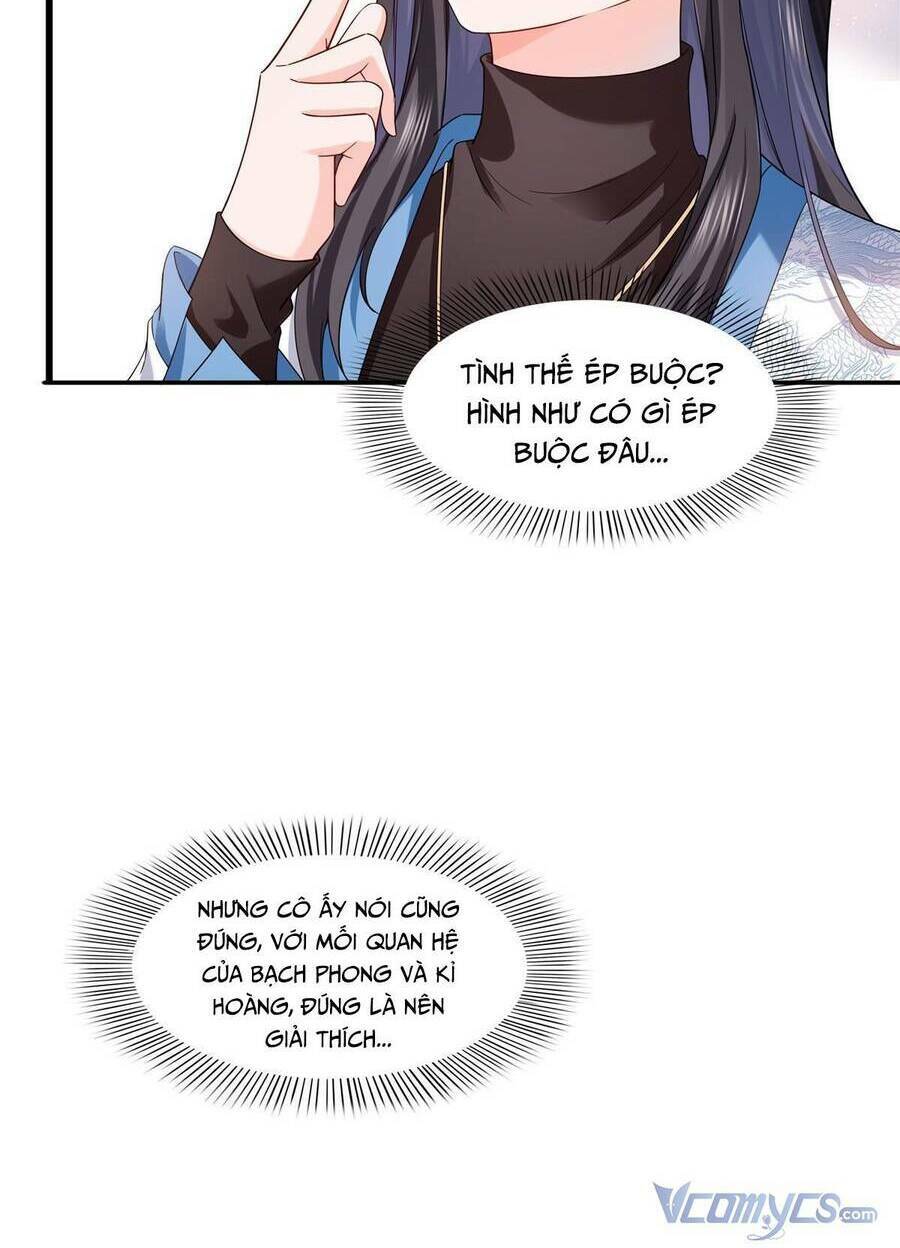 TÌNH THẾ ÉP BUỘC?
HÌNH NHƯ CÓ GÌ ÉP
BUỘC ĐÂU...
NHƯNG CÔ ẤY NÓI CŨNG
ĐÚNG, VỚI MỐI QUAN HỆ
CỦA BẠCH PHONG VÀ KỈ
HOÀNG, ĐÚNG LÀ NÊN
GIẢI THÍCH...
VCOMYCS.com